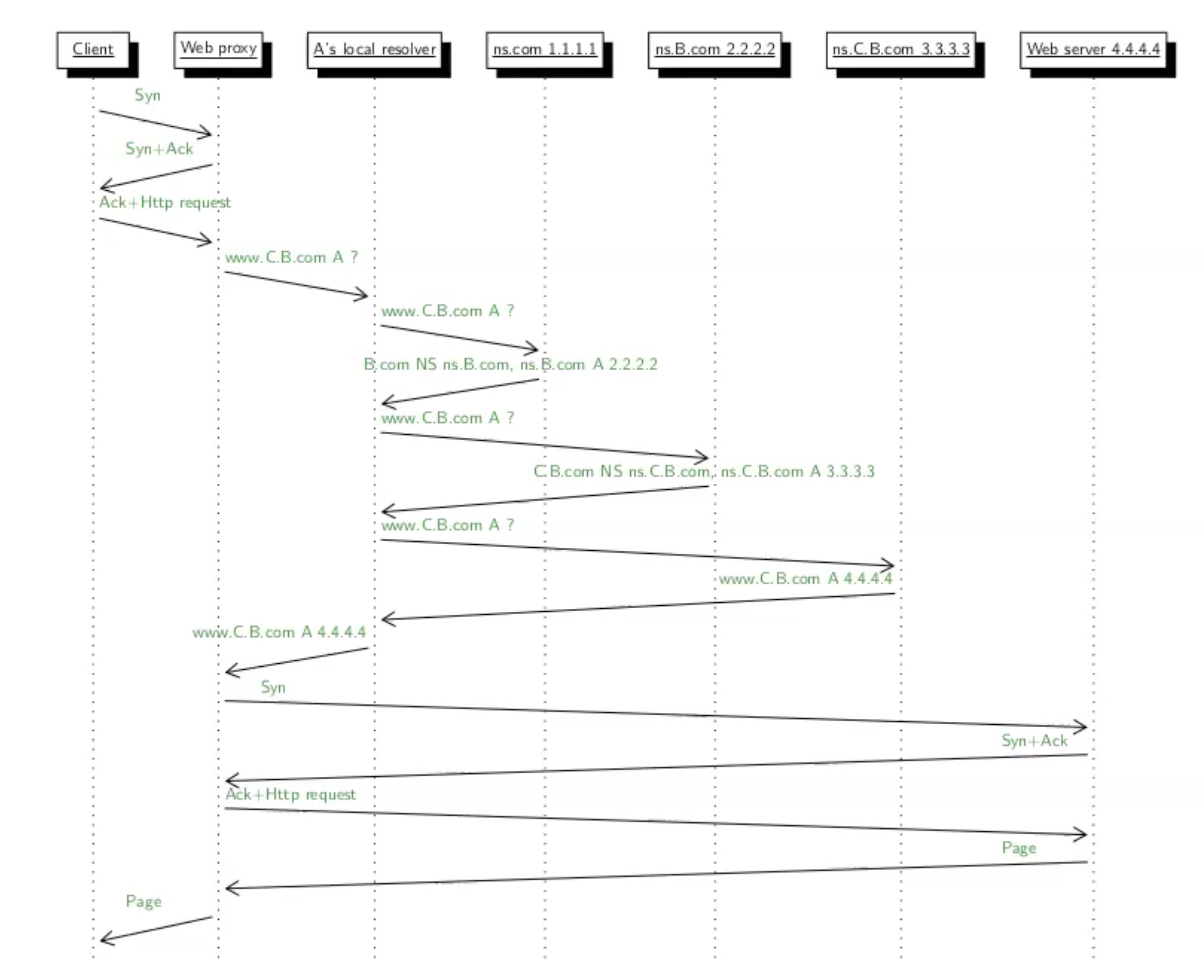 Client
Web proxy
A's local resolver
ns.com 1.1.1.1
ns.B.com 2.2.2.2
ns.C.B.com 3.3.3.3
Web server 4.4.4.4
Syn
Syn+Ack
Ack+Http request
www.C.B.com A ?
www.C.B.com A ?
B.com NS ns.B.com, ns.B.com A 2.2.2.2
www.C.B.com A ?
C.B.com NS ns.C.B.com, ns.C.B.com A 3.3.3.3
www.C.B.com A ?
www.C.B.com A 4.4.4.4
www.C.B.com A 4.4.4.4
Syn
Syn+Ack
Ack+Http request
Page
Page